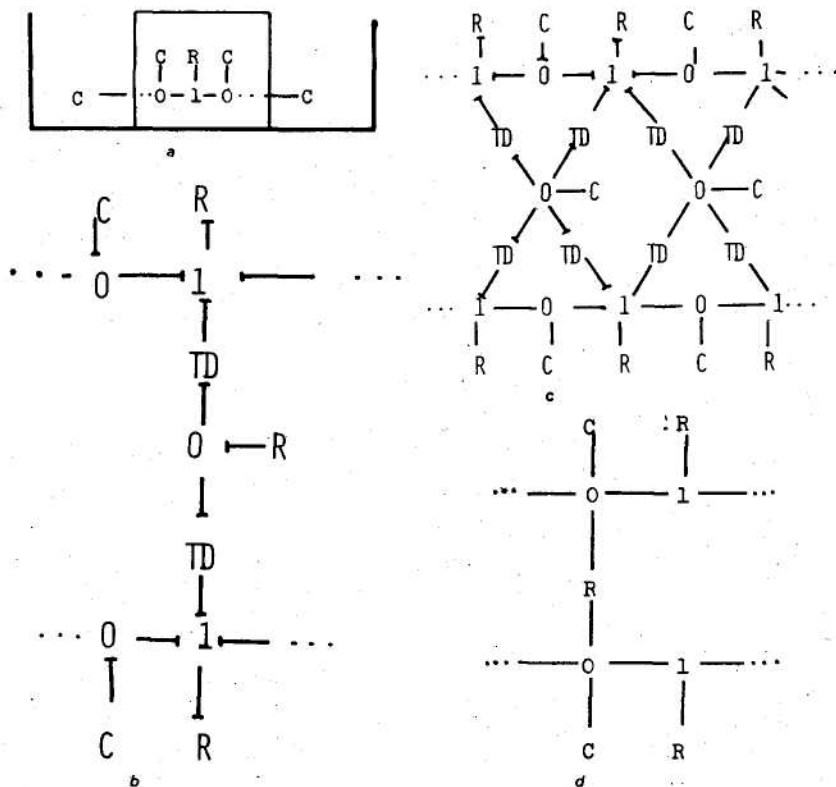 C R C
C ··· 0 1 0 ··· C
a
C R
··· 0 1 ···
TD
0 R
TD
··· 0 1 ···
C R
b
R C R C R
··· 1 0 1 0 1 ···
TD TD TD TD
0 C 0 C
TD TD TD TD
··· 1 0 1 0 1 ···
R C R C R
c
C R
··· 0 1 ···
R
··· 0 1 ···
C R
d